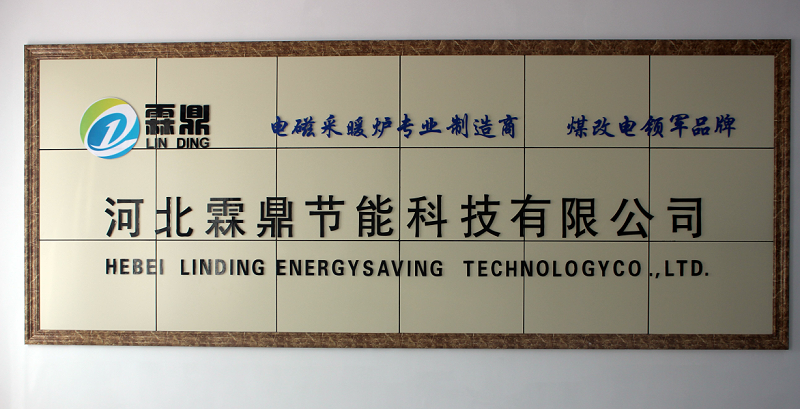 霖鼎
LIN DING
电磁采暖炉专业制造商 煤改电领军品牌
河北霖鼎节能科技有限公司
HEBEI LINDING ENERGYSAVING TECHNOLOGYCO.,LTD.